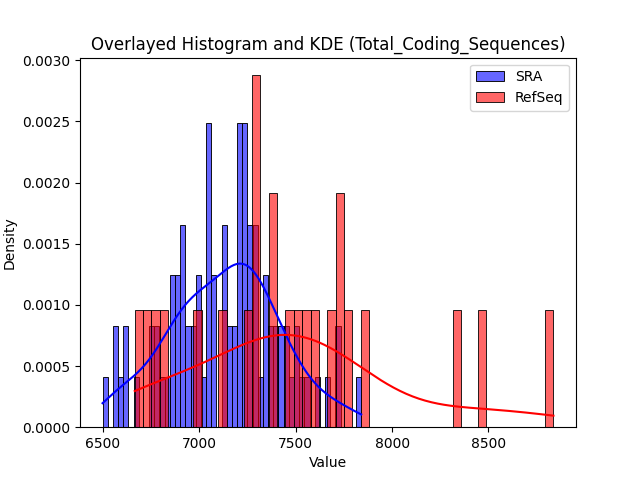 Overlayed Histogram and KDE (Total_Coding_Sequences)
SRA
RefSeq
0.0030
0.0025
0.0020
0.0015
0.0010
0.0005
0.0000
Density
6500 7000 7500 8000 8500
Value